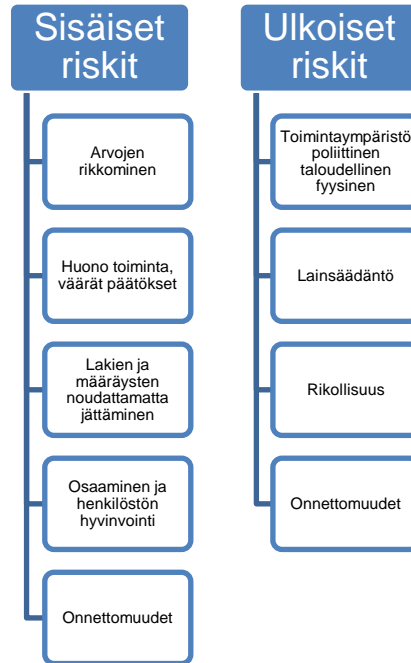 Sisäiset
riskit
Arvojen
rikkominen
Huono toiminta,
väärät päätökset
Lakien ja
määräysten
noudattamatta
jättäminen
Osaaminen ja
henkilöstön
hyvinvointi
Onnettomuudet
Ulkoiset
riskit
Toimintaympäristö
poliittinen
taloudellinen
fyysinen
Lainsäädäntö
Rikollisuus
Onnettomuudet